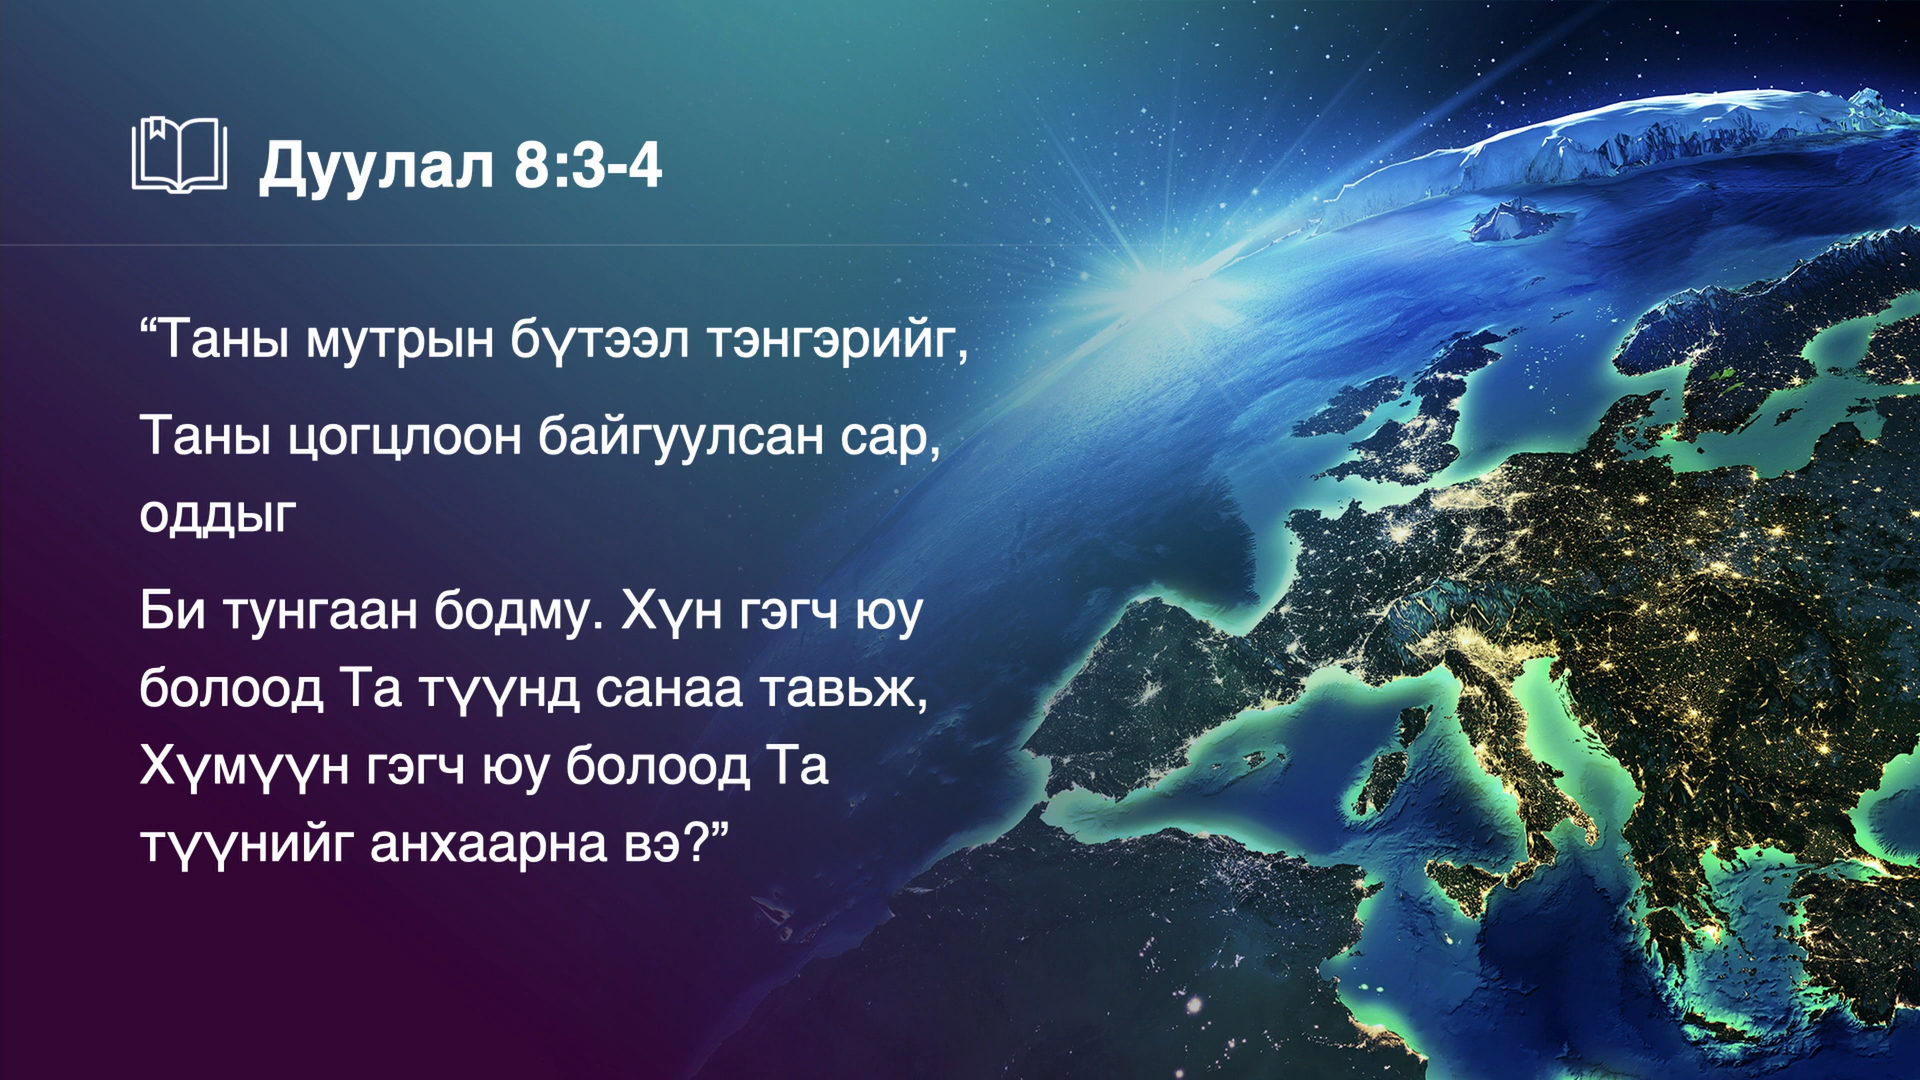 Дуулал 8:3-4
“Таны мутрын бүтээл тэнгэрийг,
Таны цогцлоон байгуулсан сар,
оддыг
Би тунгаан бодму. Хүн гэгч юу
болоод Та түүнд санаа тавьж,
Хүмүүн гэгч юу болоод Та
түүнийг анхаарна вэ?”